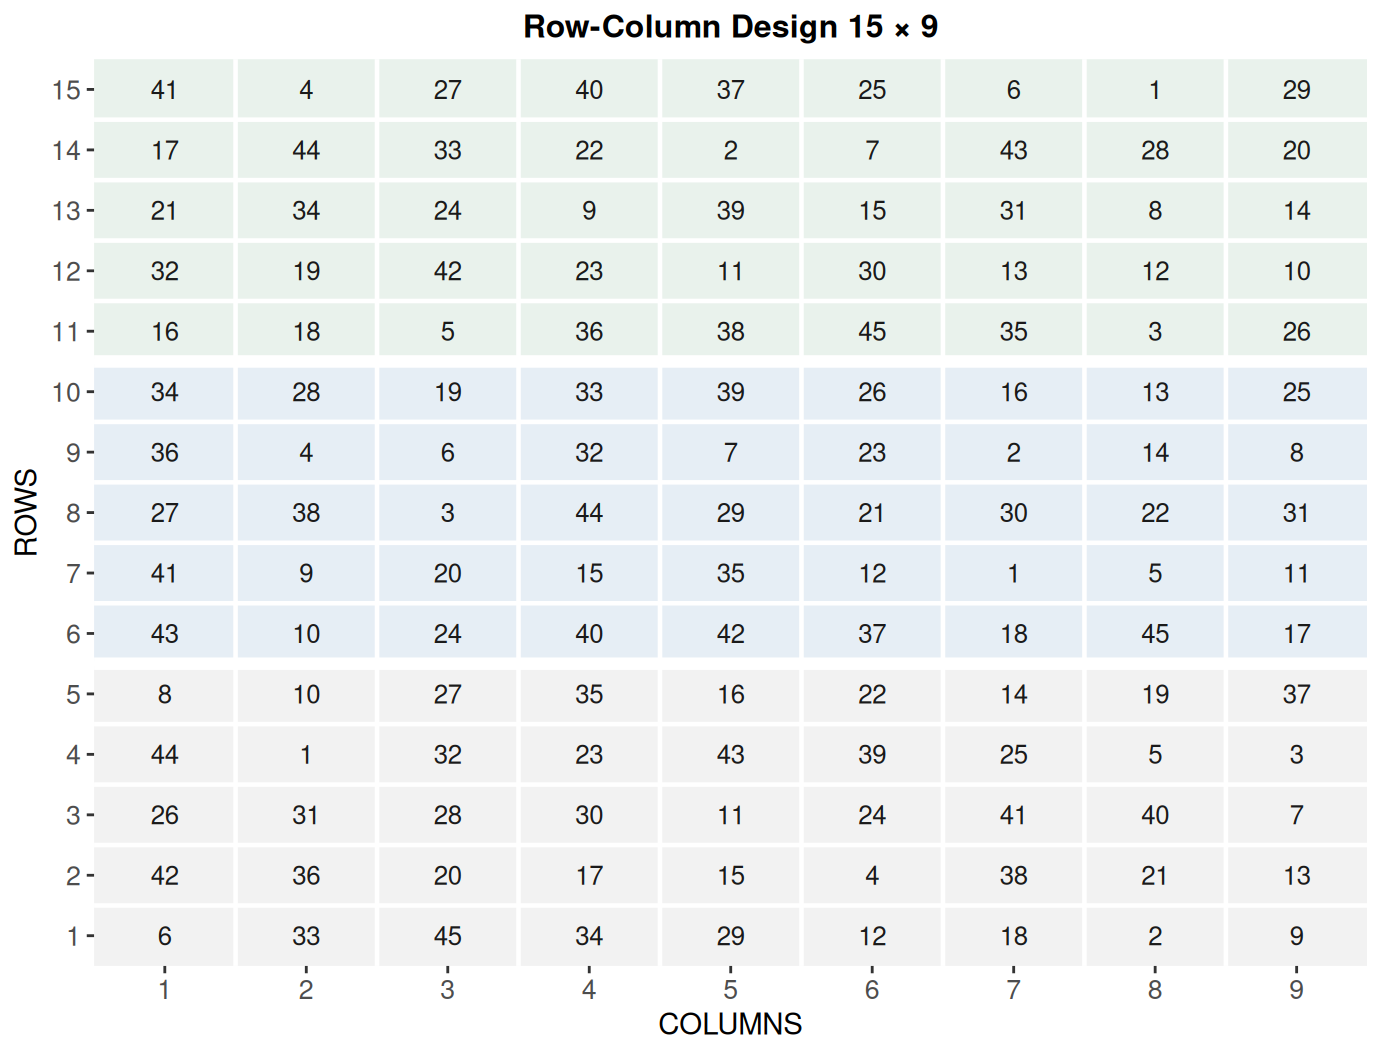 Row-Column Design 15 × 9
15 41 4 27 40 37 25 6 1 29
14 17 44 33 22 2 7 43 28 20
13 21 34 24 9 39 15 31 8 14
12 32 19 42 23 11 30 13 12 10
11 16 18 5 36 38 45 35 3 26
10 34 28 19 33 39 26 16 13 25
9 36 4 6 32 7 23 2 14 8
8 27 38 3 44 29 21 30 22 31
7 41 9 20 15 35 12 1 5 11
6 43 10 24 40 42 37 18 45 17
5 8 10 27 35 16 22 14 19 37
4 44 1 32 23 43 39 25 5 3
3 26 31 28 30 11 24 41 40 7
2 42 36 20 17 15 4 38 21 13
1 6 33 45 34 29 12 18 2 9
1 2 3 4 5 6 7 8 9
COLUMNS
ROWS